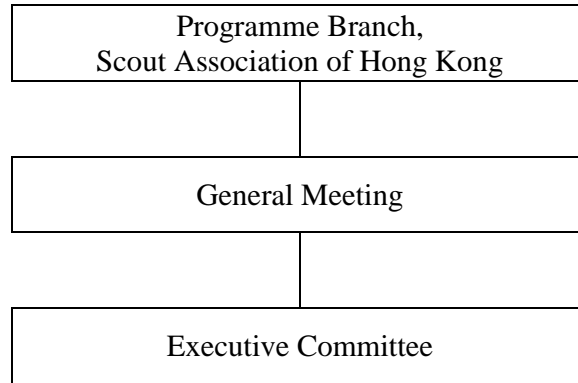 Programme Branch,
Scout Association of Hong Kong
General Meeting
Executive Committee